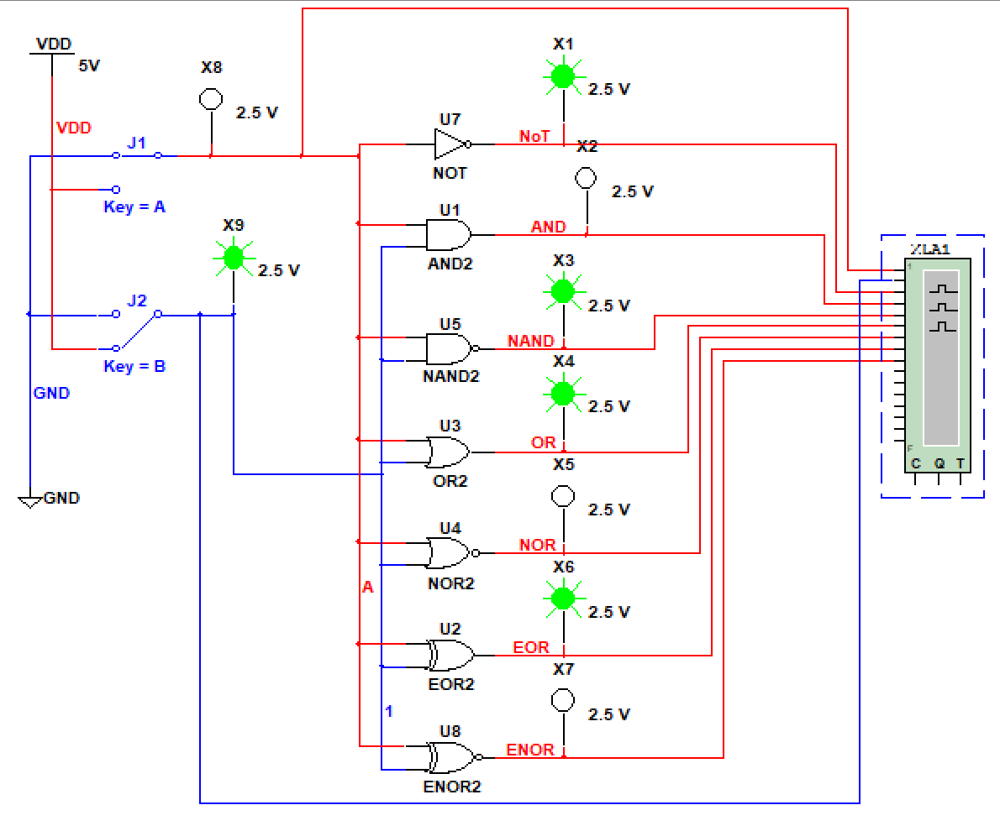 VDD
5V
VDD
J1
Key = A
X8
2.5 V
X9
2.5 V
J2
Key = B
GND
GND
X1
2.5 V
U7
NoT
NOT
X2
2.5 V
U1
AND
AND2
X3
2.5 V
U5
NAND
NAND2
X4
2.5 V
U3
OR
OR2
X5
2.5 V
U4
NOR
NOR2
A
X6
2.5 V
U2
EOR
EOR2
X7
2.5 V
1
U8
ENOR
ENOR2
XLA1
1
F
C Q T